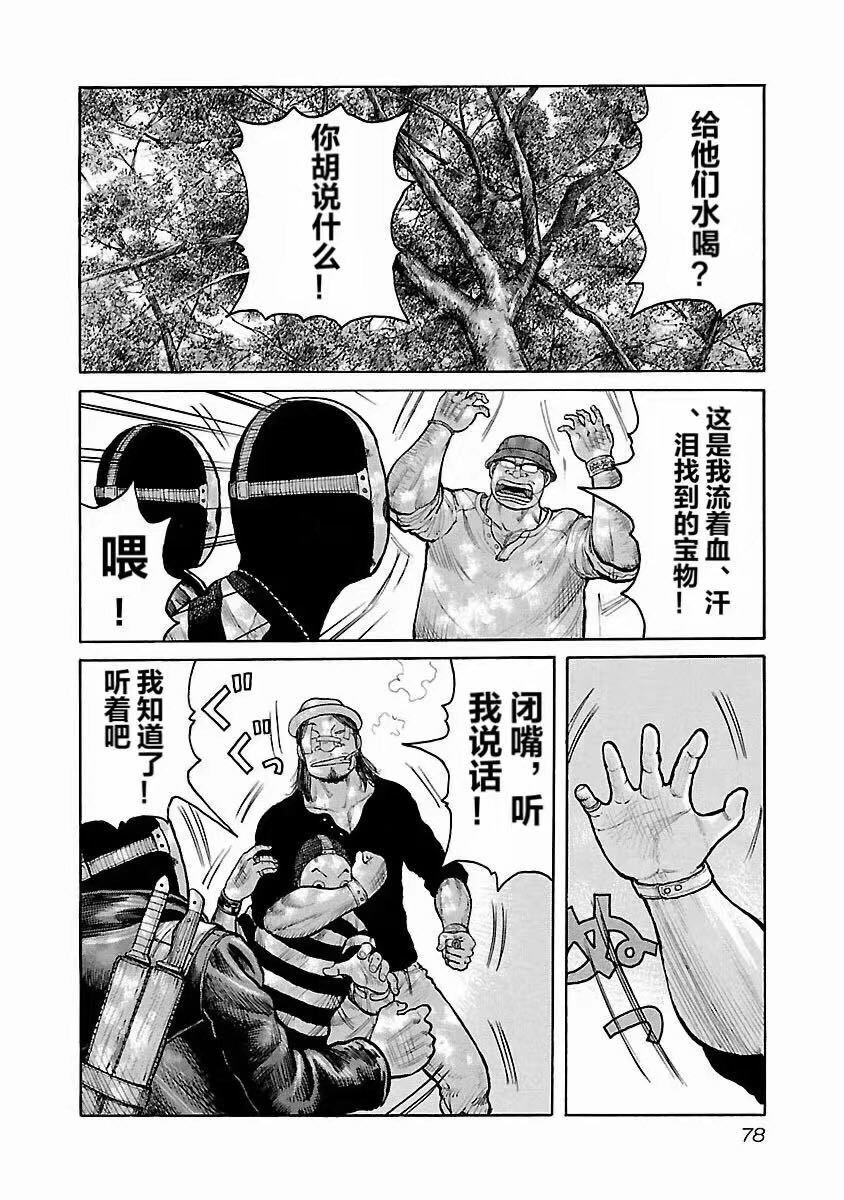 给他们水喝？
你胡说什么！
这是我流着血、汗
、泪找到的宝物！
喂！
闭嘴，听
我说话！
我知道了！
听着吧
78